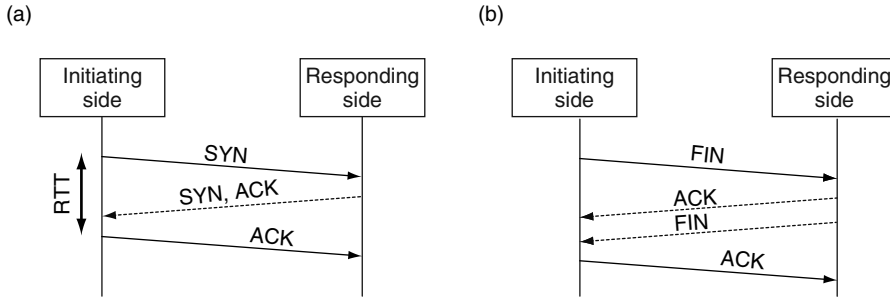 (a)
Initiating
side
Responding
side
RTT
SYN
SYN, ACK
ACK
(b)
Initiating
side
Responding
side
FIN
ACK
FIN
ACK